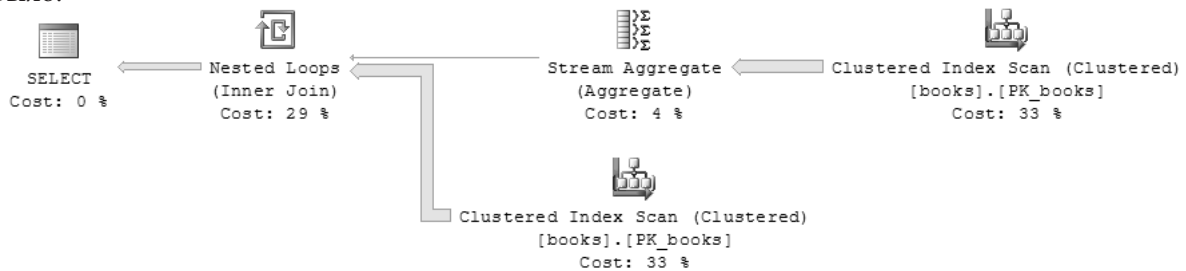 SELECT
Cost: 0 %
Nested Loops
(Inner Join)
Cost: 29 %
Stream Aggregate
(Aggregate)
Cost: 4 %
Clustered Index Scan (Clustered)
[books].[PK_books]
Cost: 33 %
Clustered Index Scan (Clustered)
[books].[PK_books]
Cost: 33 %